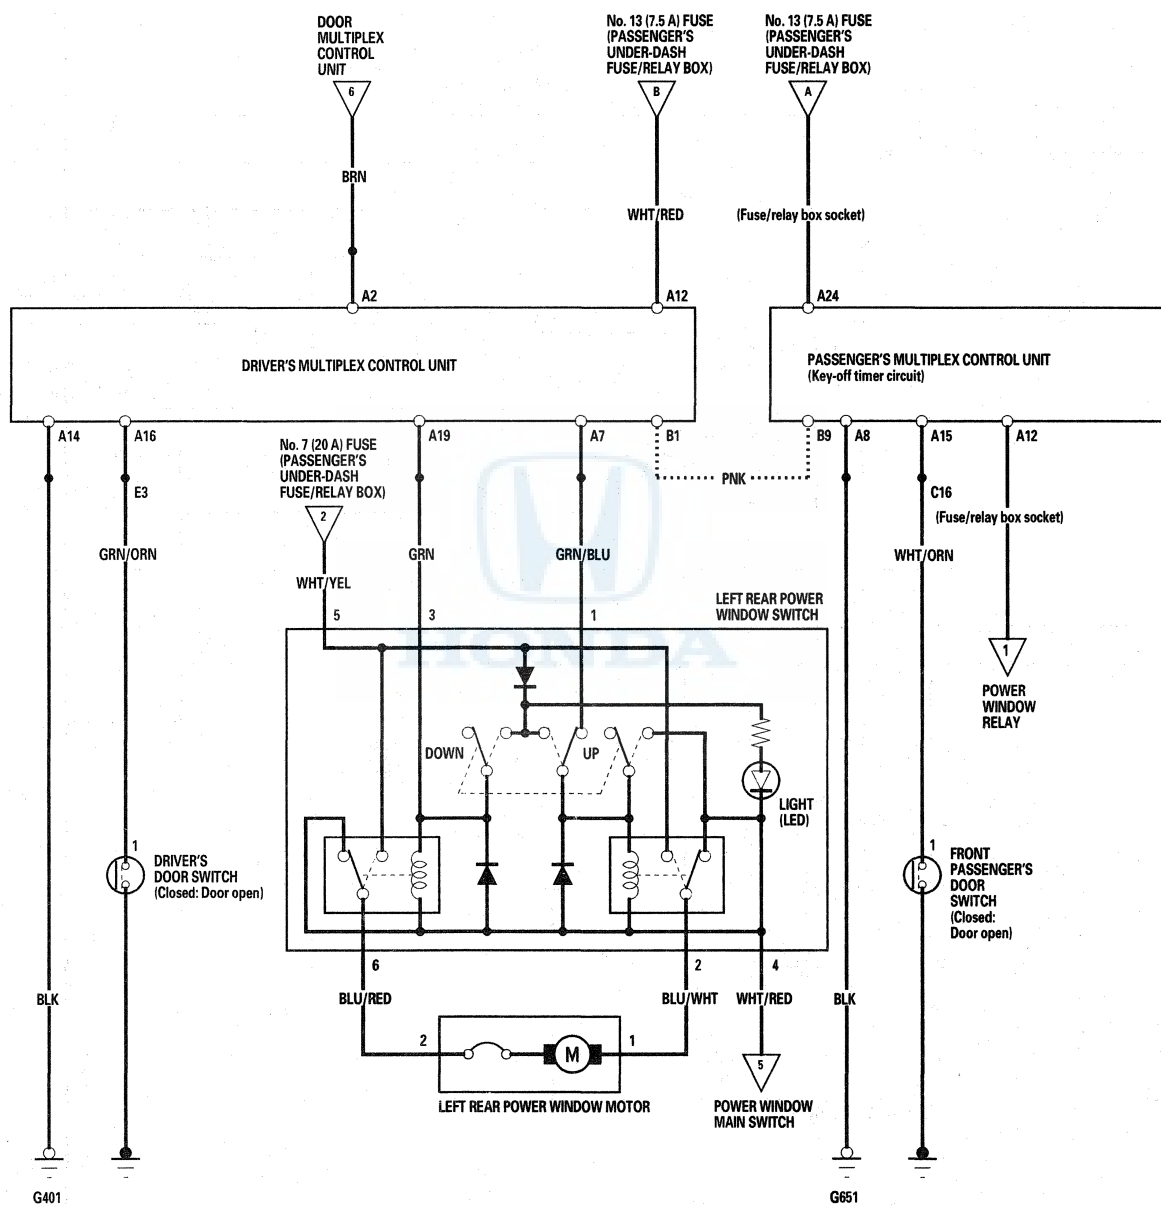 DOOR
MULTIPLEX
CONTROL
UNIT
6
No. 13 (7.5 A) FUSE
(PASSENGER'S
UNDER-DASH
FUSE/RELAY BOX)
B
No. 13 (7.5 A) FUSE
(PASSENGER'S
UNDER-DASH
FUSE/RELAY BOX)
A
BRN
WHT/RED
(Fuse/relay box socket)
A2
A12
A24
DRIVER'S MULTIPLEX CONTROL UNIT
PASSENGER'S MULTIPLEX CONTROL UNIT
(Key-off timer circuit)
A14
A16
A19
A7
B1
B9
A8
A15
A12
No. 7 (20 A) FUSE
(PASSENGER'S
UNDER-DASH
FUSE/RELAY BOX)
2
E3
PNK
C16
(Fuse/relay box socket)
GRN/ORN
GRN
GRN/BLU
WHT/ORN
WHT/YEL
5
3
1
LEFT REAR POWER
WINDOW SWITCH
HONDA
1
POWER
WINDOW
RELAY
DOWN
UP
LIGHT
(LED)
1
DRIVER'S
DOOR SWITCH
(Closed: Door open)
1
FRONT
PASSENGER'S
DOOR
SWITCH
(Closed:
Door open)
6
2
4
BLK
BLU/RED
BLU/WHT
WHT/RED
BLK
2
M
1
5
LEFT REAR POWER WINDOW MOTOR
POWER WINDOW
MAIN SWITCH
G401
G651